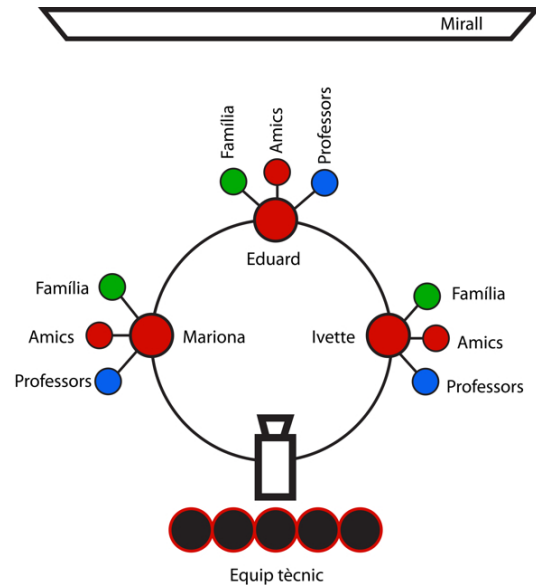 Mirall
Família
Amics
Professors
Eduard
Família
Amics
Professors
Mariona
Ivette
Família
Amics
Professors
Equip tècnic